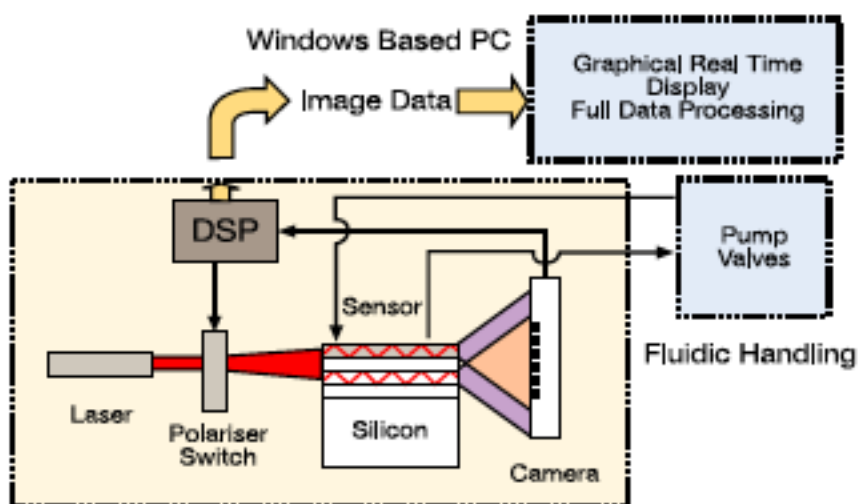 Windows Based PC
Image Data
Graphical Real Time
Display
Full Data Processing
DSP
Pump
Valves
Sensor
Fluidic Handling
Laser
Polariser
Switch
Silicon
Camera